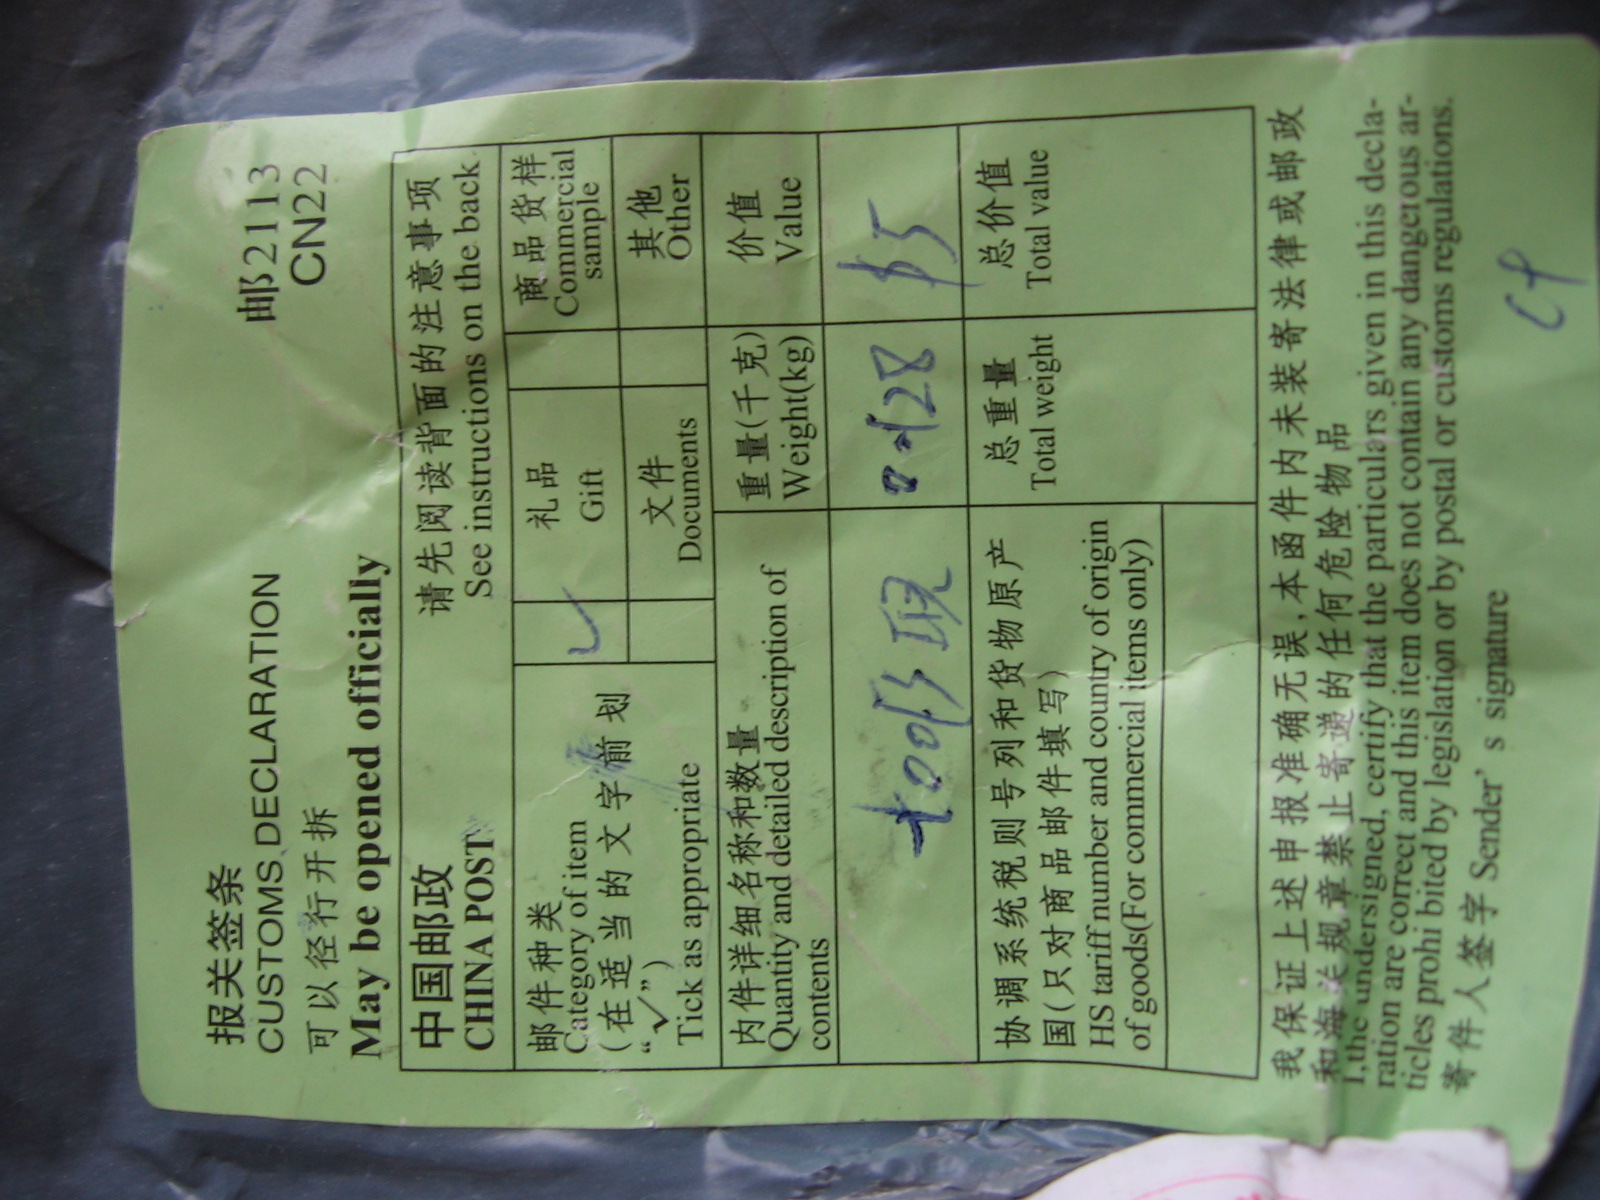 报关签条
邮2113
CUSTOMS DECLARATION
CN22
可以径行开拆
May be opened officially
中国邮政
请先阅读背面的注意事项
CHINA POST
See instructions on the back
邮件种类
Category of item
(在适当的文字前划
“✓”)
Tick as appropriate
✓
礼品
Gift
商品货样
Commercial
sample
文件
Documents
其他
Other
内件详细名称和数量
Quantity and detailed description of
contents
重量(千克)
Weight(kg)
价值
Value
$5
协调系统税则号列和货物原产
国(只对商品邮件填写)
HS tariff number and country of origin
of goods(For commercial items only)
总重量
Total weight
总价值
Total value
我保证上述申报准确无误,本函件内未装寄法律或邮政
和海关规章禁止寄递的任何危险物品
I,the undersigned, certify that the particulars given in this decla-
ration are correct and this item does not contain any dangerous ar-
ticles prohi bited by legislation or by postal or customs regulations.
寄件人签字 Sender' s signature